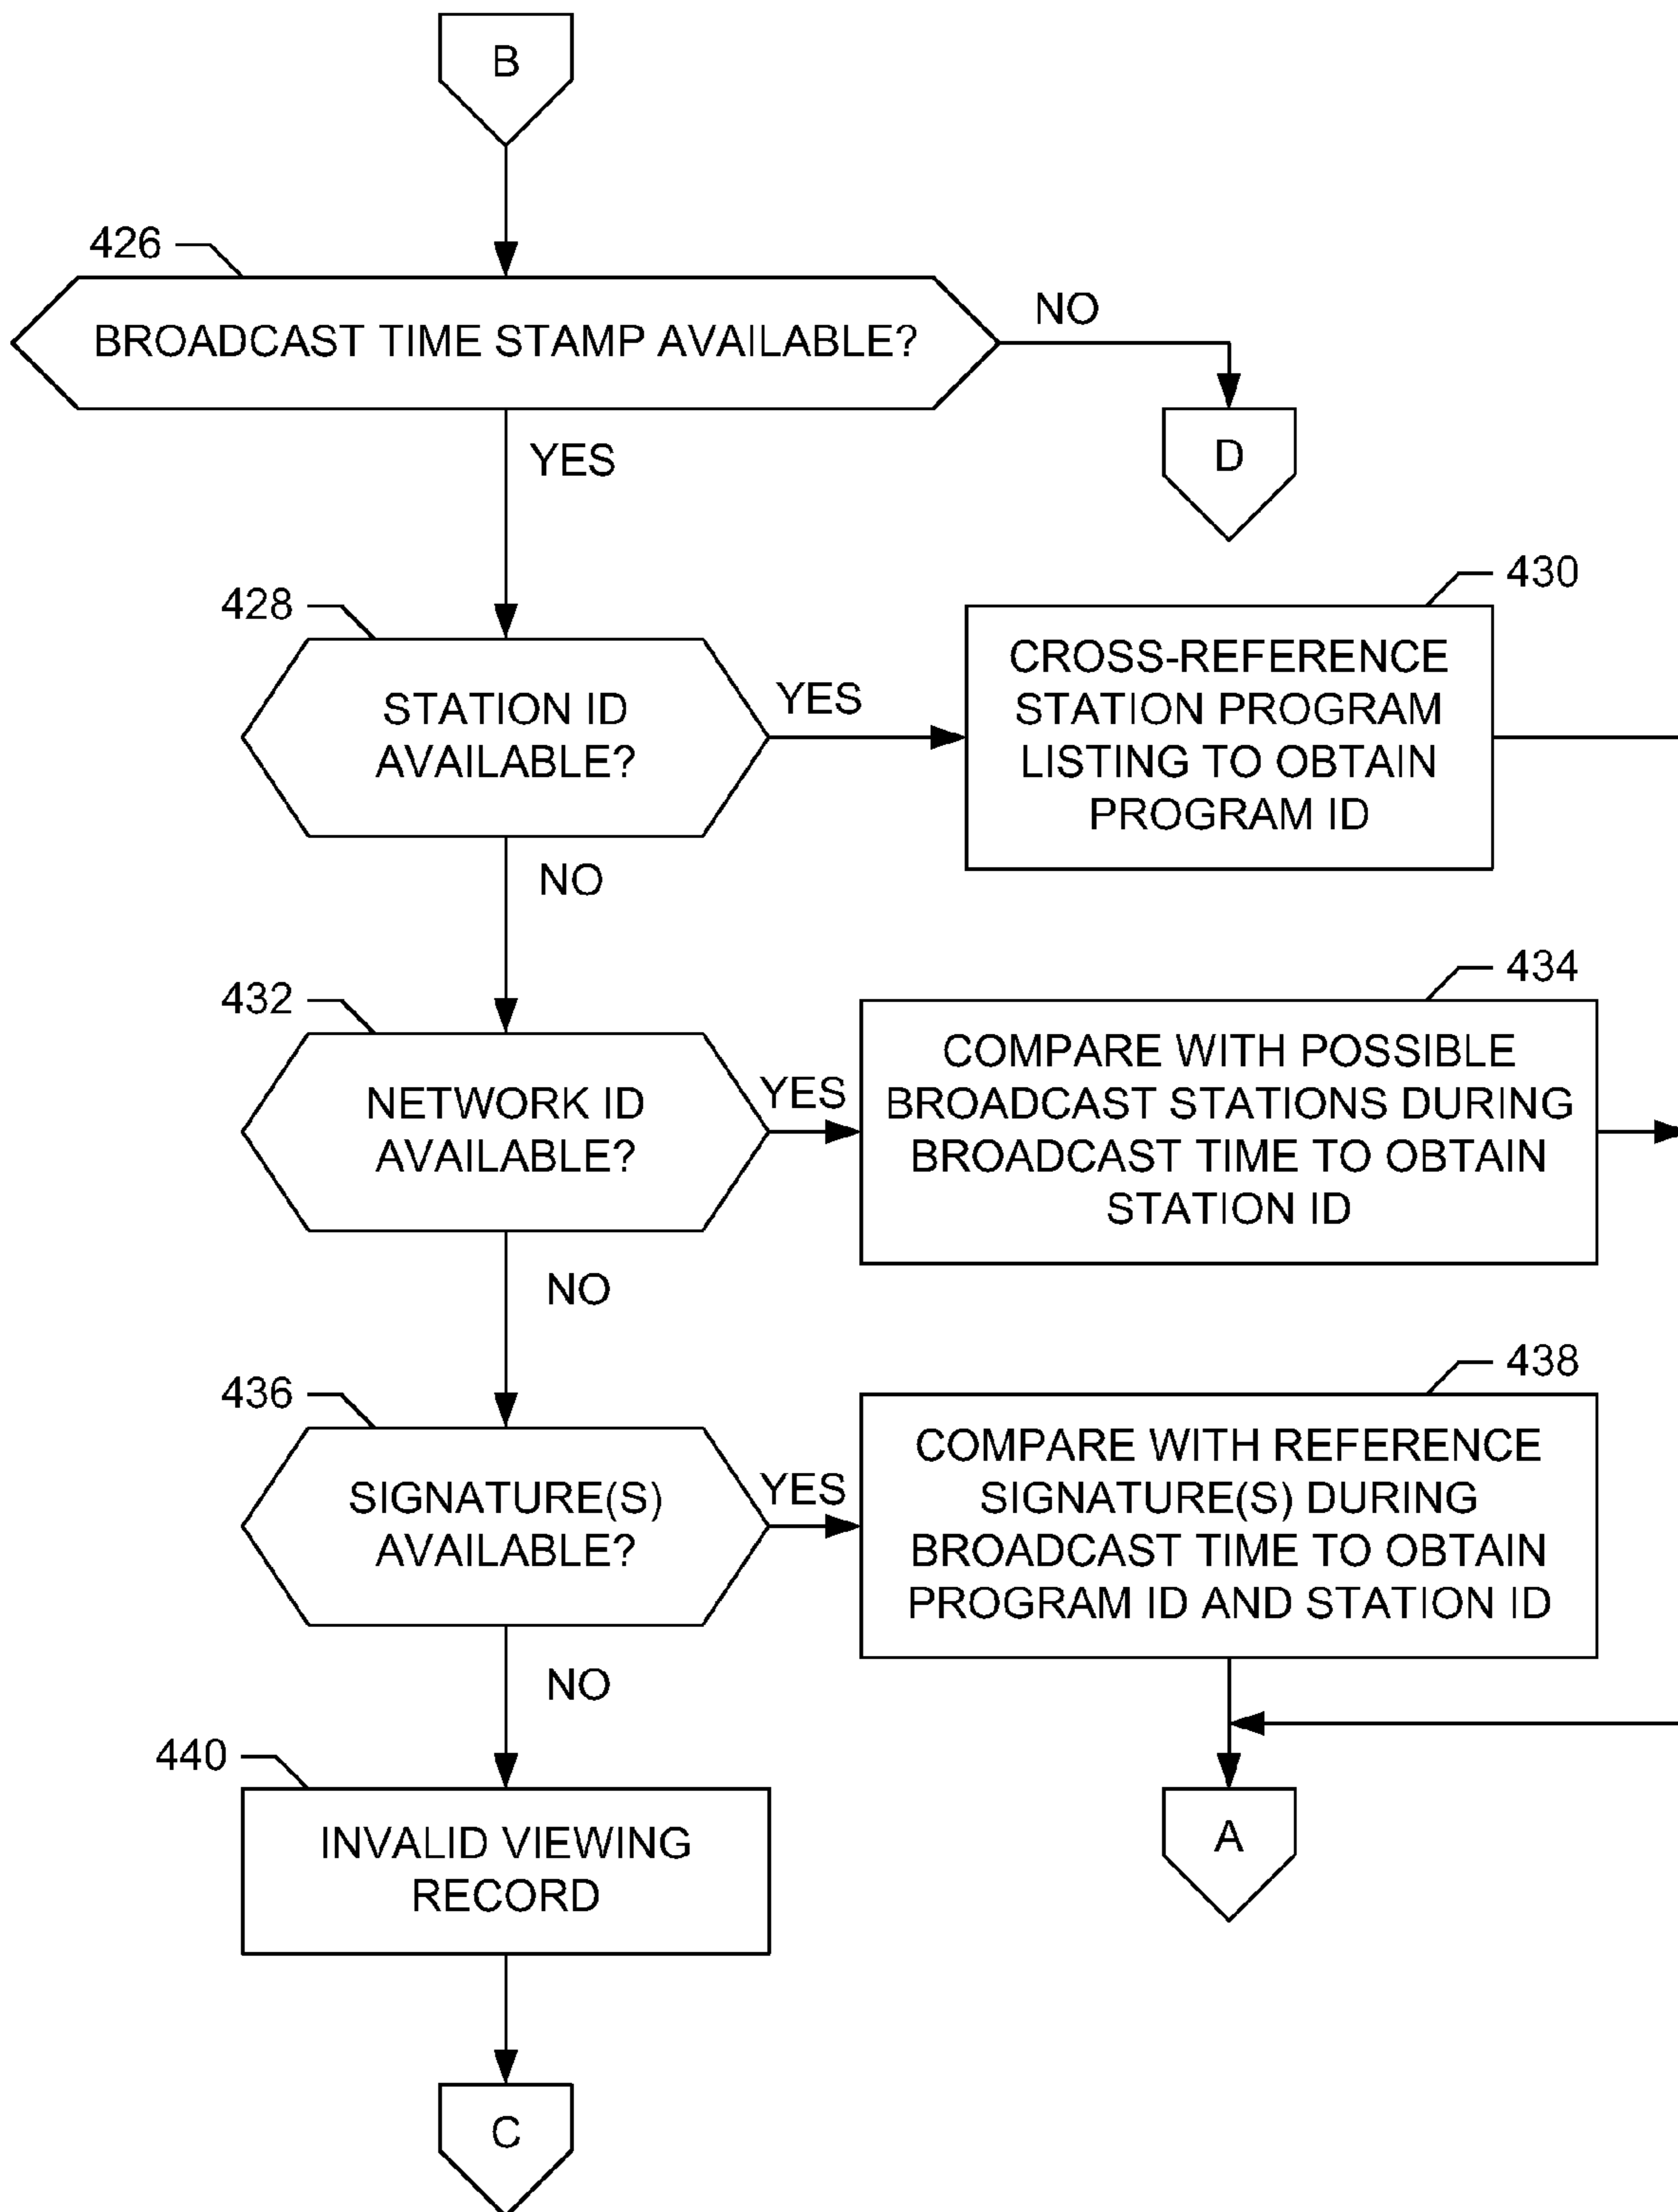 B
426
BROADCAST TIME STAMP AVAILABLE?
NO
D
YES
428
STATION ID
AVAILABLE?
YES
430
CROSS-REFERENCE
STATION PROGRAM
LISTING TO OBTAIN
PROGRAM ID
NO
432
NETWORK ID
AVAILABLE?
YES
434
COMPARE WITH POSSIBLE
BROADCAST STATIONS DURING
BROADCAST TIME TO OBTAIN
STATION ID
NO
436
SIGNATURE(S)
AVAILABLE?
YES
438
COMPARE WITH REFERENCE
SIGNATURE(S) DURING
BROADCAST TIME TO OBTAIN
PROGRAM ID AND STATION ID
NO
440
INVALID VIEWING
RECORD
A
C